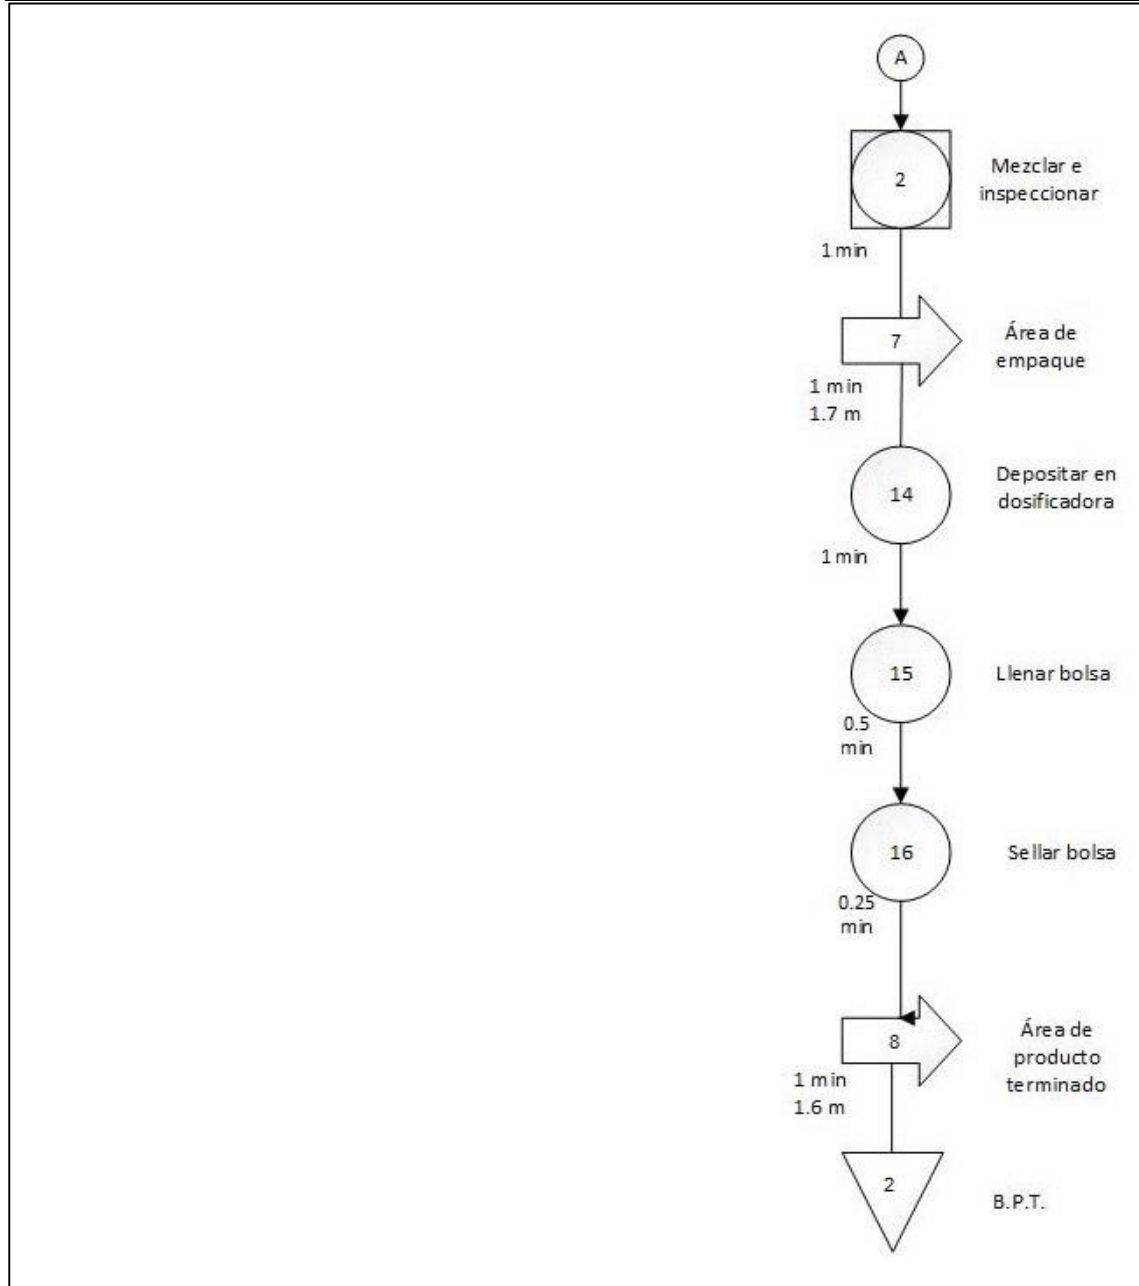 A
2
Mezclar e
inspeccionar
1 min
7
Área de
empaque
1 min
1.7 m
14
Depositar en
dosificadora
1 min
15
Llenar bolsa
0.5
min
16
Sellar bolsa
0.25
min
8
Área de
producto
terminado
1 min
1.6 m
2
B.P.T.